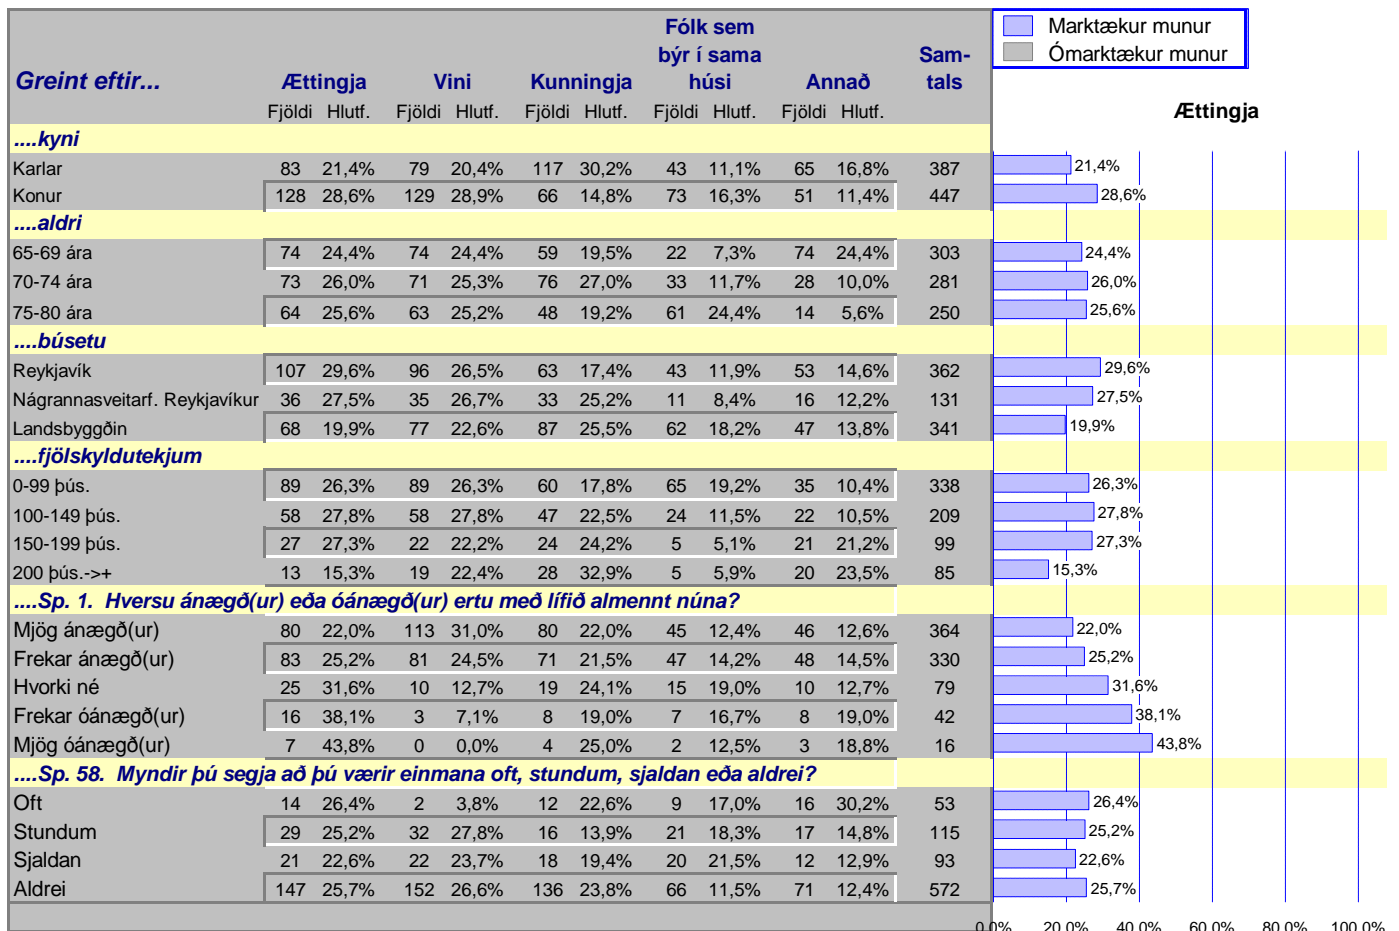 Marktækur munur
Ómarktækur munur
Greint eftir... Ættingja Vini Kunningja Fólk sem býr í sama húsi Annað Sam-tals
Fjöldi Hlutf. Fjöldi Hlutf. Fjöldi Hlutf. Fjöldi Hlutf. Fjöldi Hlutf.
Ættingja
....kyni
Karlar 83 21,4% 79 20,4% 117 30,2% 43 11,1% 65 16,8% 387 21,4%
Konur 128 28,6% 129 28,9% 66 14,8% 73 16,3% 51 11,4% 447 28,6%
....aldri
65-69 ára 74 24,4% 74 24,4% 59 19,5% 22 7,3% 74 24,4% 303 24,4%
70-74 ára 73 26,0% 71 25,3% 76 27,0% 33 11,7% 28 10,0% 281 26,0%
75-80 ára 64 25,6% 63 25,2% 48 19,2% 61 24,4% 14 5,6% 250 25,6%
....búsetu
Reykjavík 107 29,6% 96 26,5% 63 17,4% 43 11,9% 53 14,6% 362 29,6%
Nágrannasveitarf. Reykjavíkur 36 27,5% 35 26,7% 33 25,2% 11 8,4% 16 12,2% 131 27,5%
Landsbyggðin 68 19,9% 77 22,6% 87 25,5% 62 18,2% 47 13,8% 341 19,9%
....fjölskyldutekjum
0-99 þús. 89 26,3% 89 26,3% 60 17,8% 65 19,2% 35 10,4% 338 26,3%
100-149 þús. 58 27,8% 58 27,8% 47 22,5% 24 11,5% 22 10,5% 209 27,8%
150-199 þús. 27 27,3% 22 22,2% 24 24,2% 5 5,1% 21 21,2% 99 27,3%
200 þús.->+ 13 15,3% 19 22,4% 28 32,9% 5 5,9% 20 23,5% 85 15,3%
....Sp. 1. Hversu ánægð(ur) eða óánægð(ur) ertu með lífið almennt núna?
Mjög ánægð(ur) 80 22,0% 113 31,0% 80 22,0% 45 12,4% 46 12,6% 364 22,0%
Frekar ánægð(ur) 83 25,2% 81 24,5% 71 21,5% 47 14,2% 48 14,5% 330 25,2%
Hvorki né 25 31,6% 10 12,7% 19 24,1% 15 19,0% 10 12,7% 79 31,6%
Frekar óánægð(ur) 16 38,1% 3 7,1% 8 19,0% 7 16,7% 8 19,0% 42 38,1%
Mjög óánægð(ur) 7 43,8% 0 0,0% 4 25,0% 2 12,5% 3 18,8% 16 43,8%
....Sp. 58. Myndir þú segja að þú værir einmana oft, stundum, sjaldan eða aldrei?
Oft 14 26,4% 2 3,8% 12 22,6% 9 17,0% 16 30,2% 53 26,4%
Stundum 29 25,2% 32 27,8% 16 13,9% 21 18,3% 17 14,8% 115 25,2%
Sjaldan 21 22,6% 22 23,7% 18 19,4% 20 21,5% 12 12,9% 93 22,6%
Aldrei 147 25,7% 152 26,6% 136 23,8% 66 11,5% 71 12,4% 572 25,7%
0,0% 20,0% 40,0% 60,0% 80,0% 100,0%